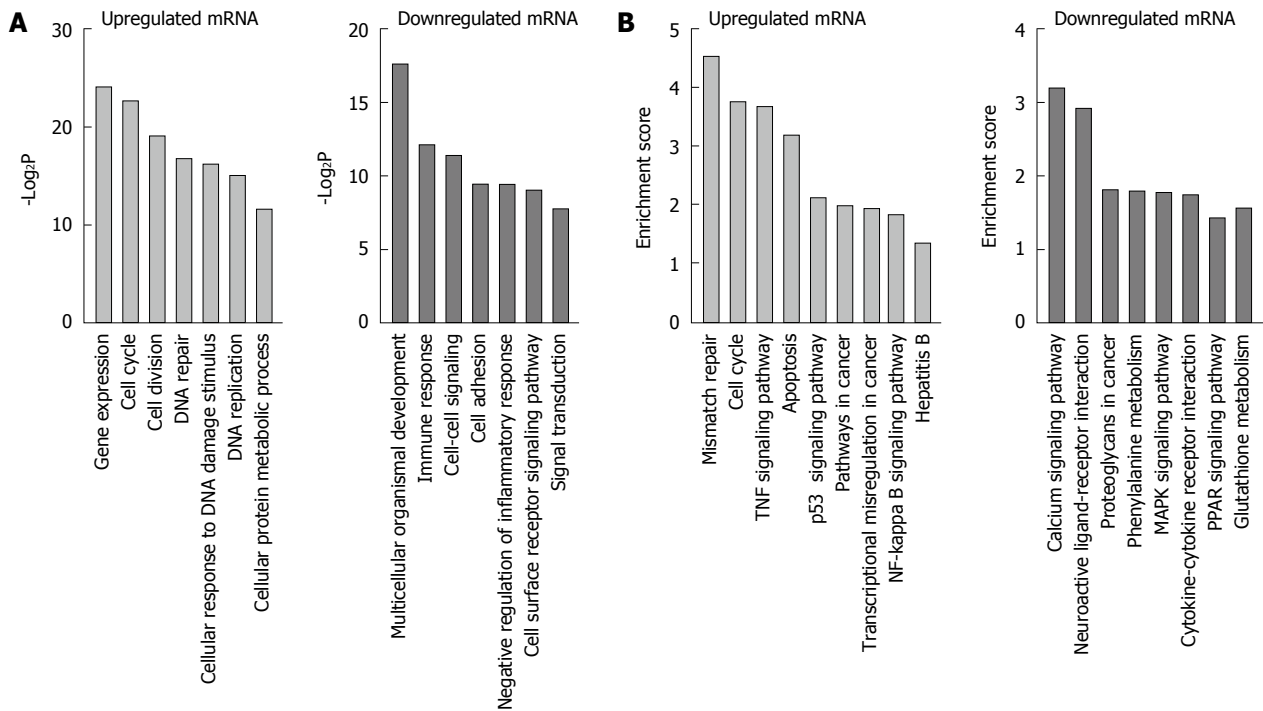 A
Upregulated mRNA
-Log₂P
30
20
10
0
Gene expression
Cell cycle
Cell division
DNA repair
Cellular response to DNA damage stimulus
DNA replication
Cellular protein metabolic process
Downregulated mRNA
-Log₂P
20
15
10
5
0
Multicellular organismal development
Immune response
Cell-cell signaling
Cell adhesion
Negative regulation of inflammatory response
Cell surface receptor signaling pathway
Signal transduction
B
Upregulated mRNA
Enrichment score
5
4
3
2
1
0
Mismatch repair
Cell cycle
TNF signaling pathway
Apoptosis
p53 signaling pathway
Pathways in cancer
Transcriptional misregulation in cancer
NF-kappa B signaling pathway
Hepatitis B
Downregulated mRNA
Enrichment score
4
3
2
1
0
Calcium signaling pathway
Neuroactive ligand-receptor interaction
Proteoglycans in cancer
Phenylalanine metabolism
MAPK signaling pathway
Cytokine-cytokine receptor interaction
PPAR signaling pathway
Glutathione metabolism